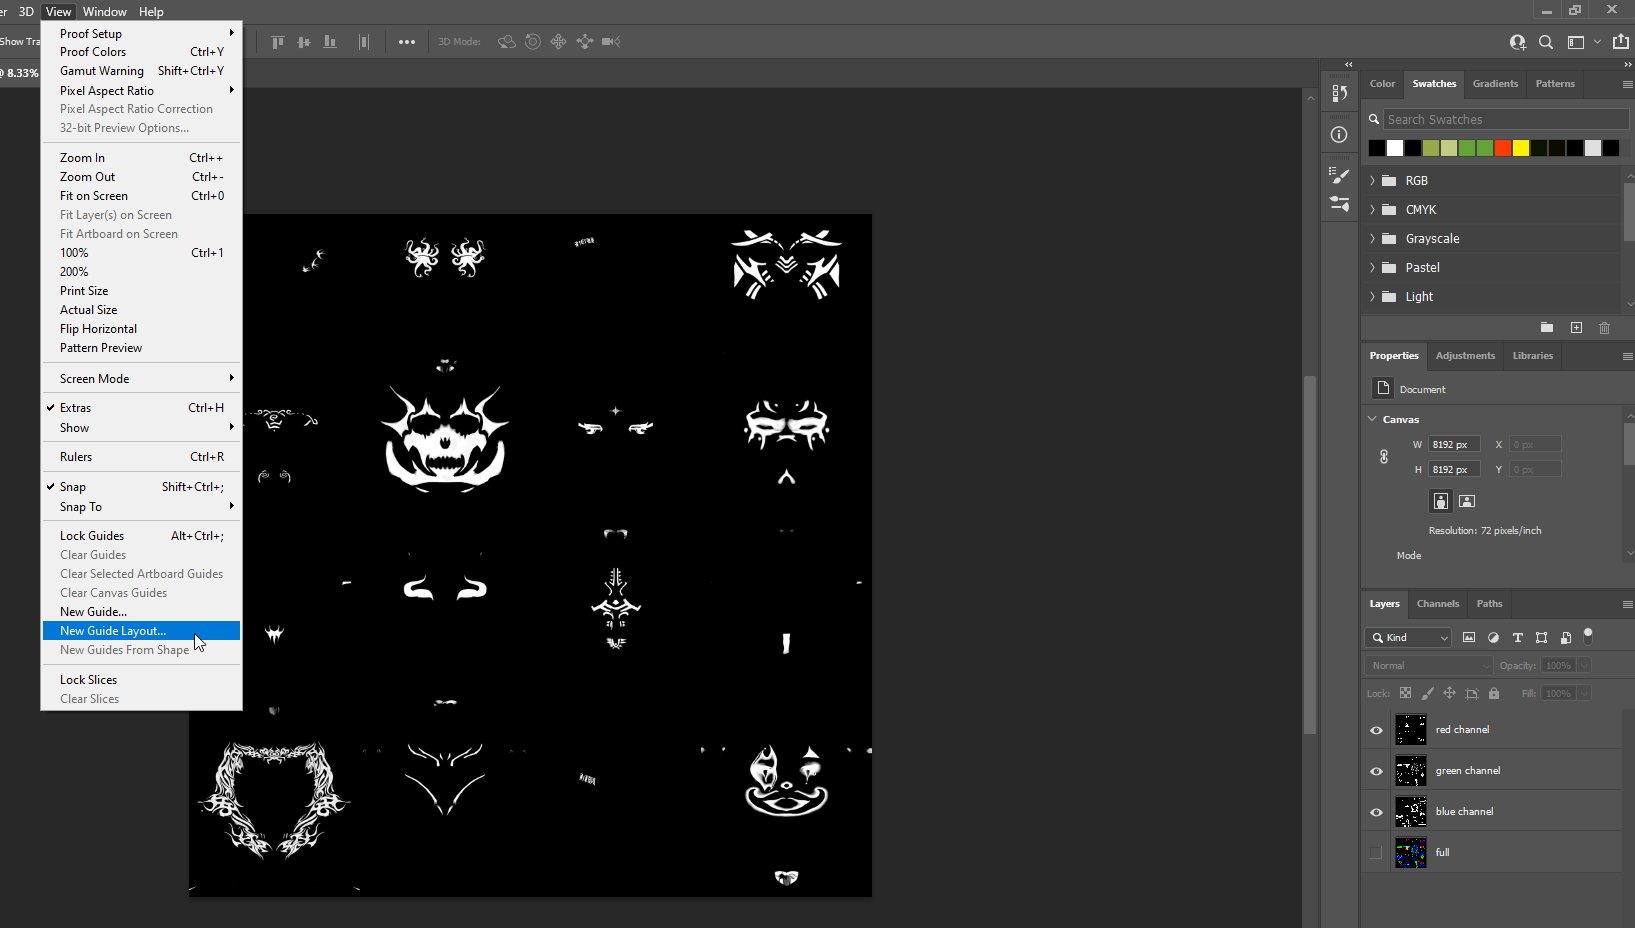 er 3D View Window Help
Show Tra
3D Mode:
@ 8.33%
Proof Setup
Proof Colors Ctrl+Y
Gamut Warning Shift+Ctrl+Y
Pixel Aspect Ratio
Pixel Aspect Ratio Correction
32-bit Preview Options...
Zoom In Ctrl++
Zoom Out Ctrl+-
Fit on Screen Ctrl+0
Fit Layer(s) on Screen
Fit Artboard on Screen
100% Ctrl+1
200%
Print Size
Actual Size
Flip Horizontal
Pattern Preview
Screen Mode
Extras Ctrl+H
Show
Rulers Ctrl+R
Snap Shift+Ctrl+;
Snap To
Lock Guides Alt+Ctrl+;
Clear Guides
Clear Selected Artboard Guides
Clear Canvas Guides
New Guide...
New Guide Layout...
New Guides From Shape
Lock Slices
Clear Slices
Color Swatches Gradients Patterns
Search Swatches
RGB
CMYK
Grayscale
Pastel
Light
Properties Adjustments Libraries
Document
Canvas
W 8192 px X 0 px
H 8192 px Y 0 px
Resolution: 72 pixels/inch
Mode
Layers Channels Paths
Kind
Normal Opacity: 100%
Lock: Fill: 100%
red channel
green channel
blue channel
full